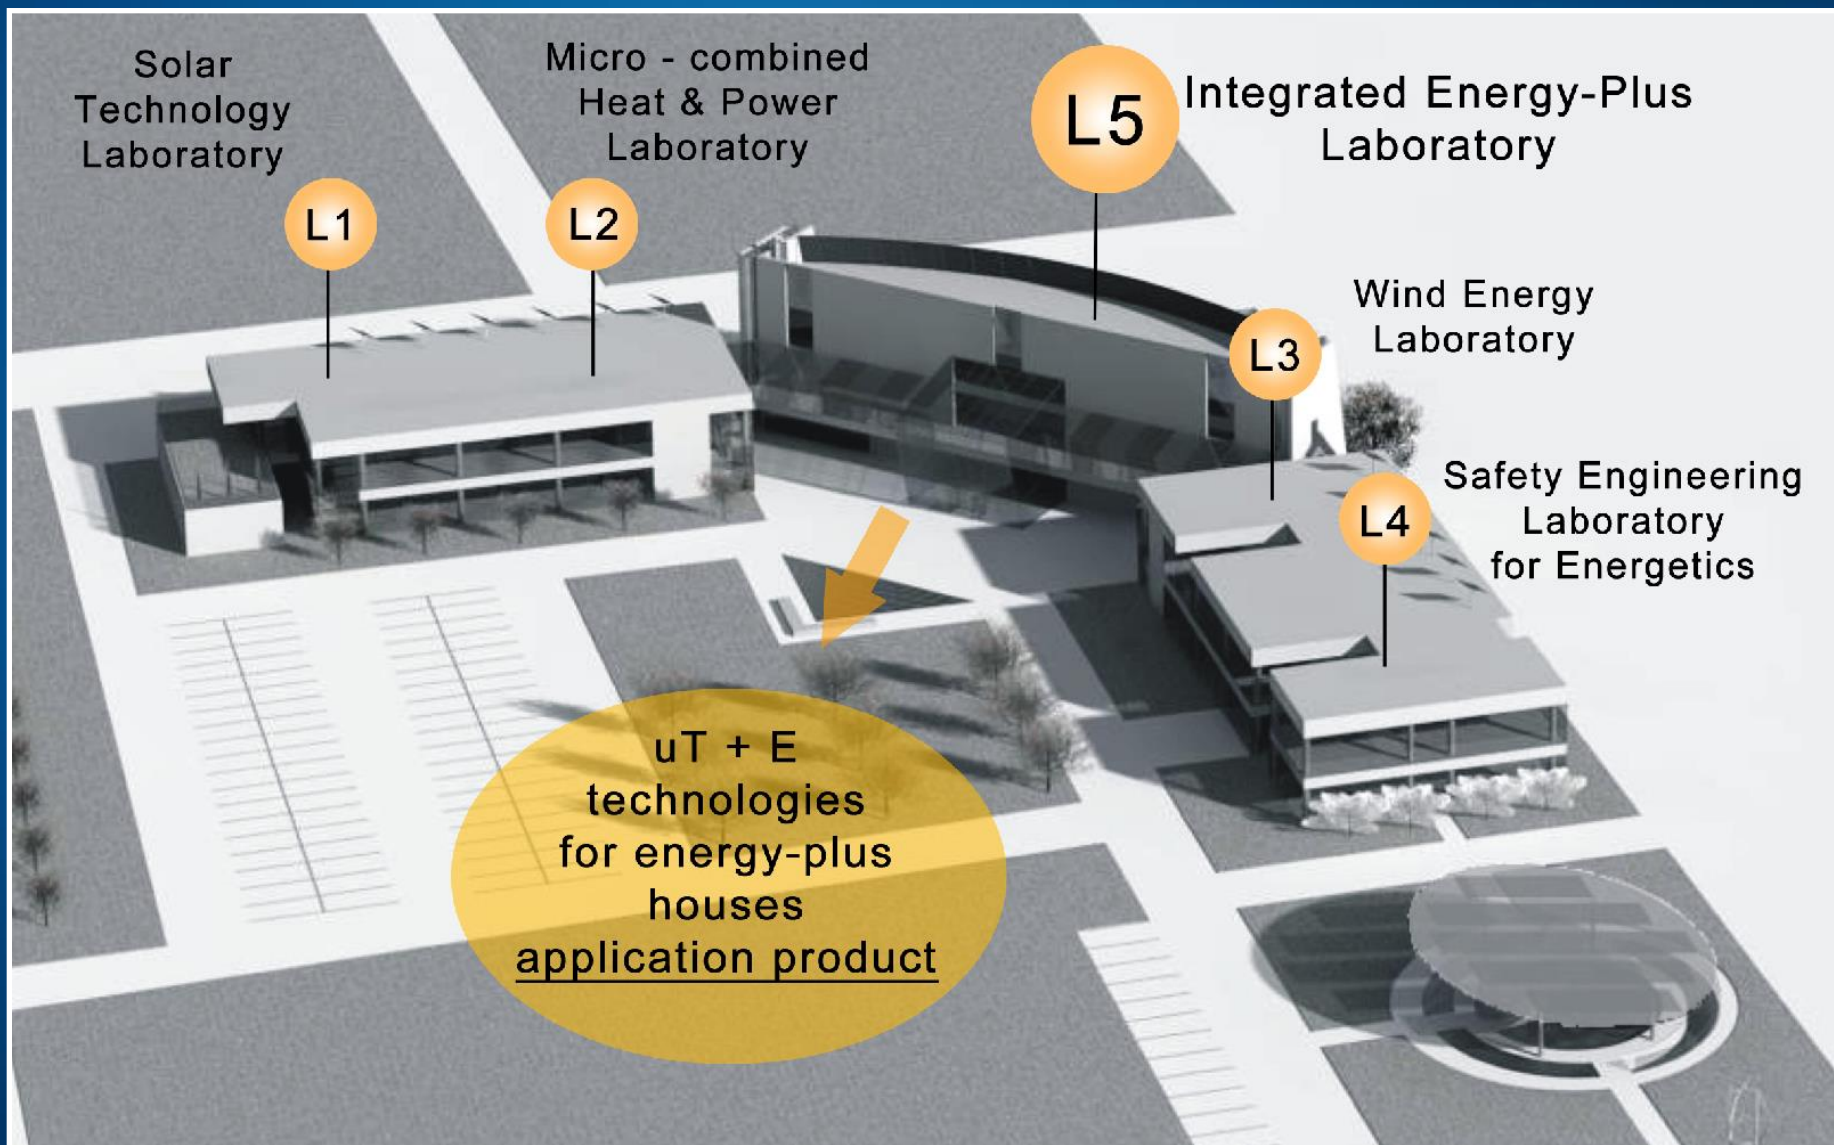 Solar
Technology
Laboratory
L1
Micro - combined
Heat & Power
Laboratory
L2
L5
Integrated Energy-Plus
Laboratory
Wind Energy
Laboratory
L3
Safety Engineering
Laboratory
for Energetics
L4
uT + E
technologies
for energy-plus
houses
application product